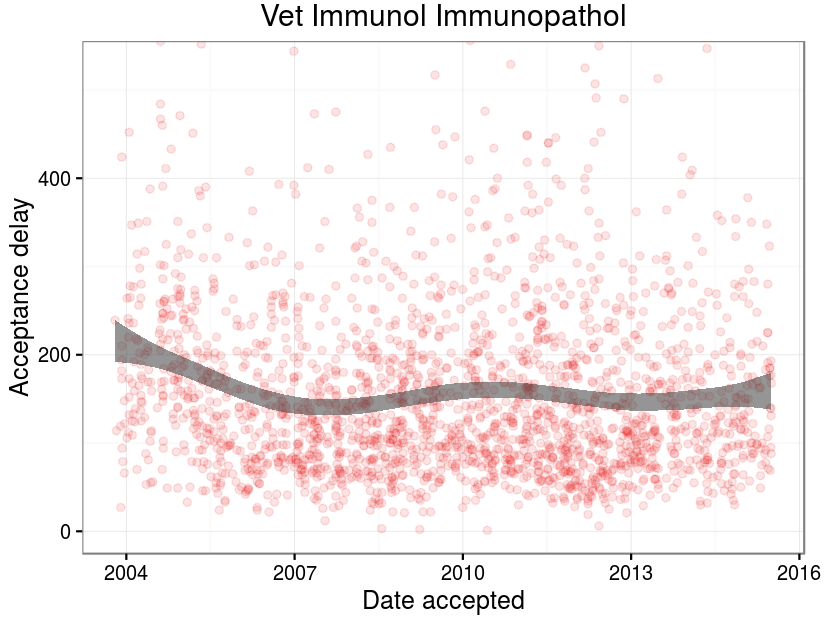 Vet Immunol Immunopathol
Acceptance delay
400
200
0
2004 2007 2010 2013 2016
Date accepted